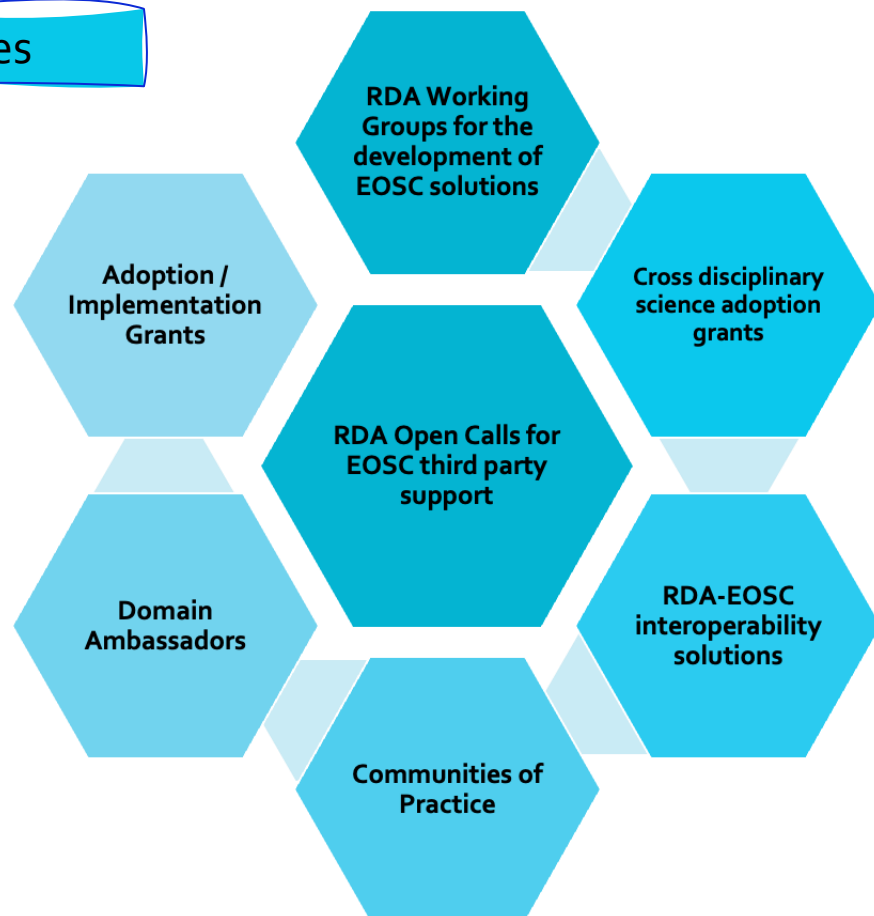 es
RDA Working
Groups for the
development of
EOSC solutions
Adoption /
Implementation
Grants
Cross disciplinary
science adoption
grants
RDA Open Calls for
EOSC third party
support
Domain
Ambassadors
RDA-EOSC
interoperability
solutions
Communities of
Practice